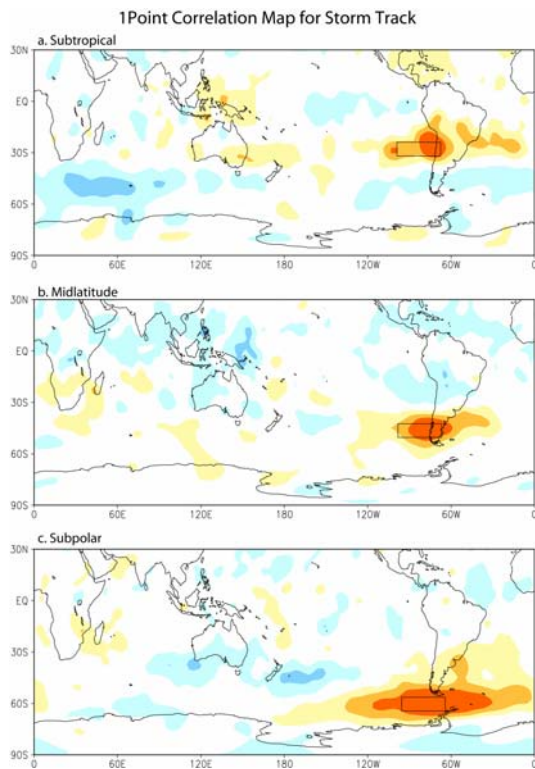 1Point Correlation Map for Storm Track
a. Subtropical
30N
EQ
30S
60S
90S
0 60E 120E 180 120W 60W 0
b. Midlatitude
30N
EQ
30S
60S
90S
0 60E 120E 180 120W 60W 0
c. Subpolar
30N
EQ
30S
60S
90S
0 60E 120E 180 120W 60W 0